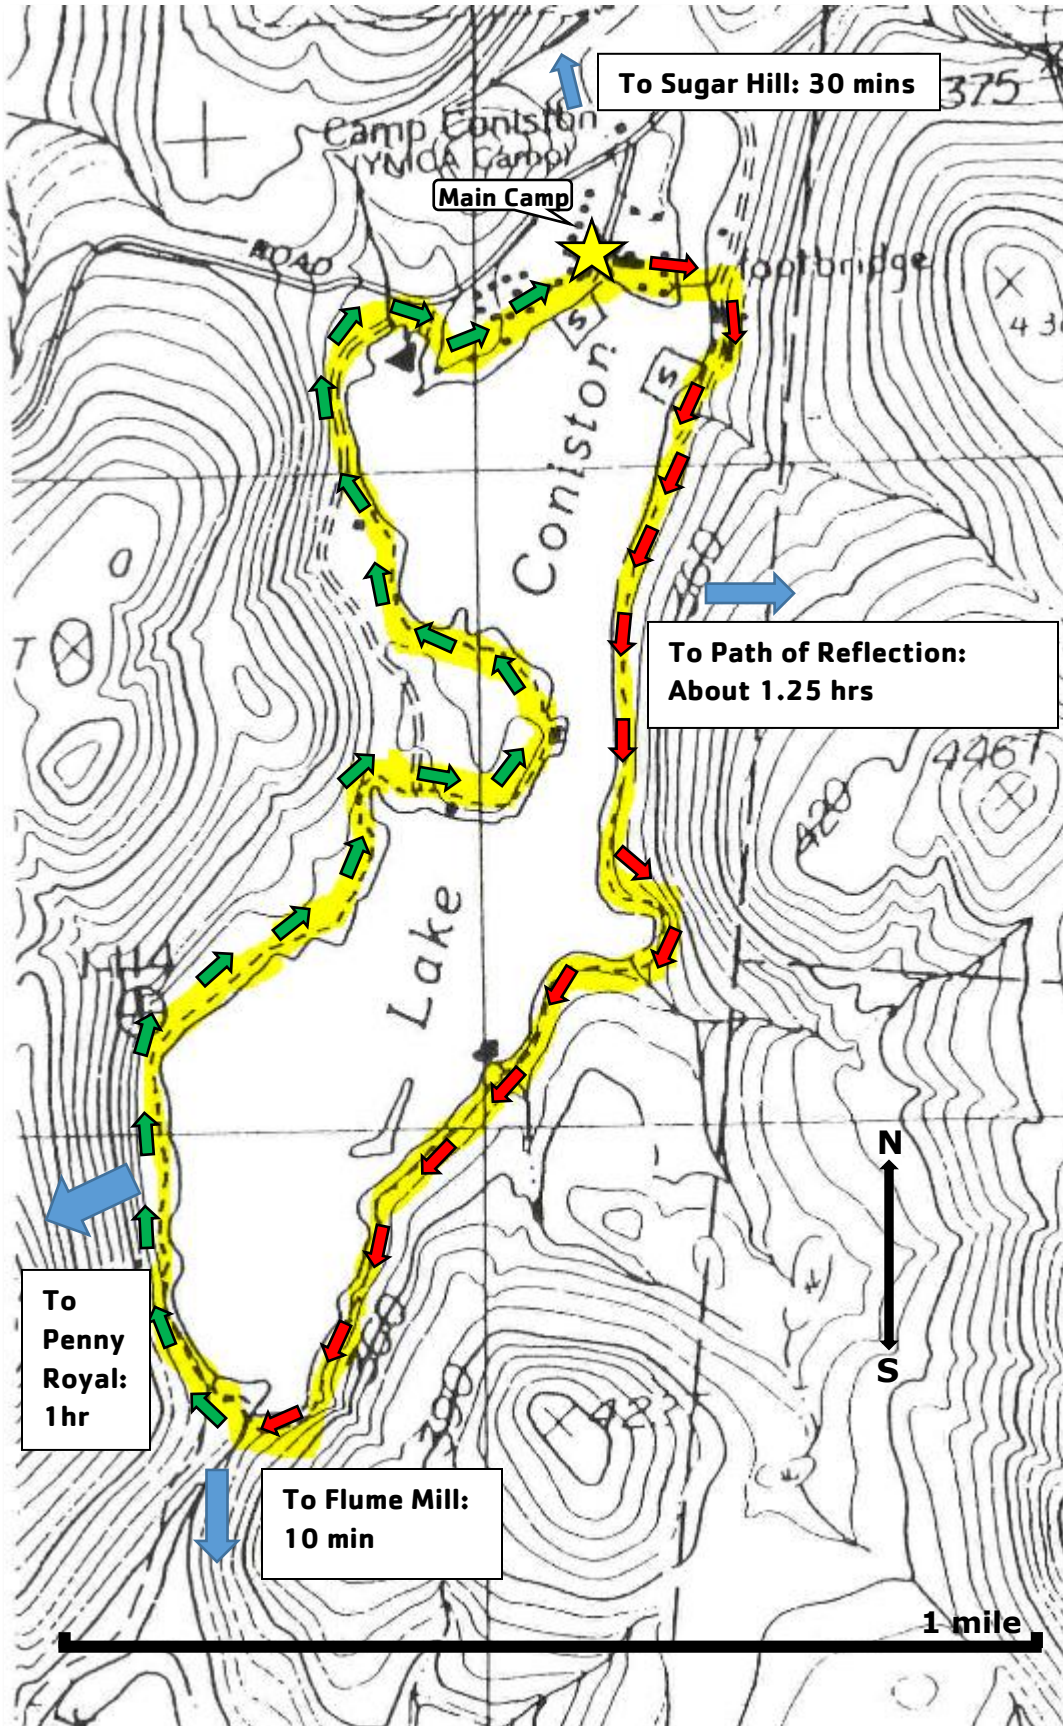 To Sugar Hill: 30 mins
375
Camp Coniston
(YMCA Camp)
Main Camp
ROAD
footbridge
S
S
Coniston
To Path of Reflection:
About 1.25 hrs
T
446
420
Lake
N
S
To
Penny
Royal:
1hr
To Flume Mill:
10 min
1 mile